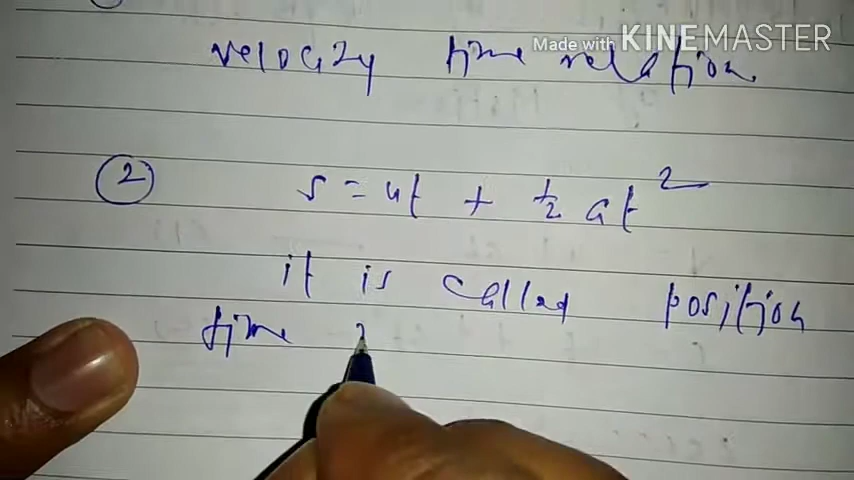 Made with KINEMASTER
velocity time relation
2 s = ut + 1/2 at²
it is called position
time